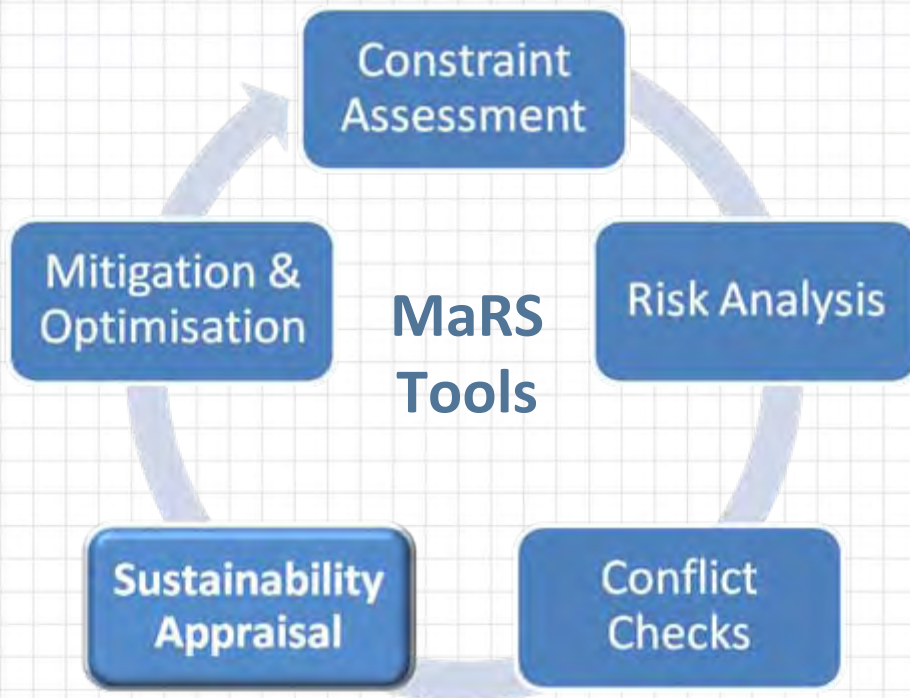 Constraint
Assessment
Mitigation &
Optimisation
MaRS
Tools
Risk Analysis
Sustainability
Appraisal
Conflict
Checks